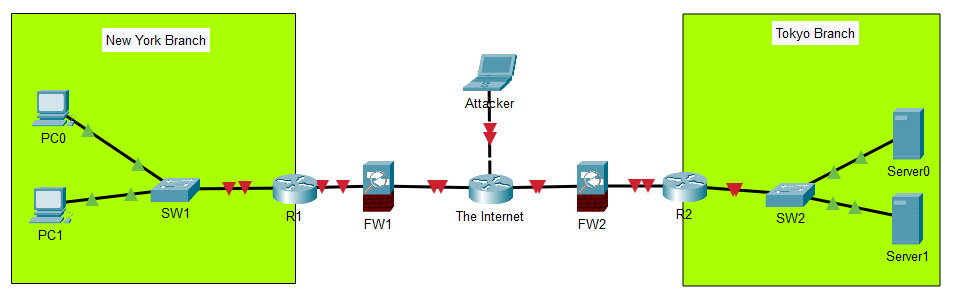 New York Branch
Tokyo Branch
Attacker
PC0
Server0
PC1
SW1
R1
FW1
The Internet
FW2
R2
SW2
Server1